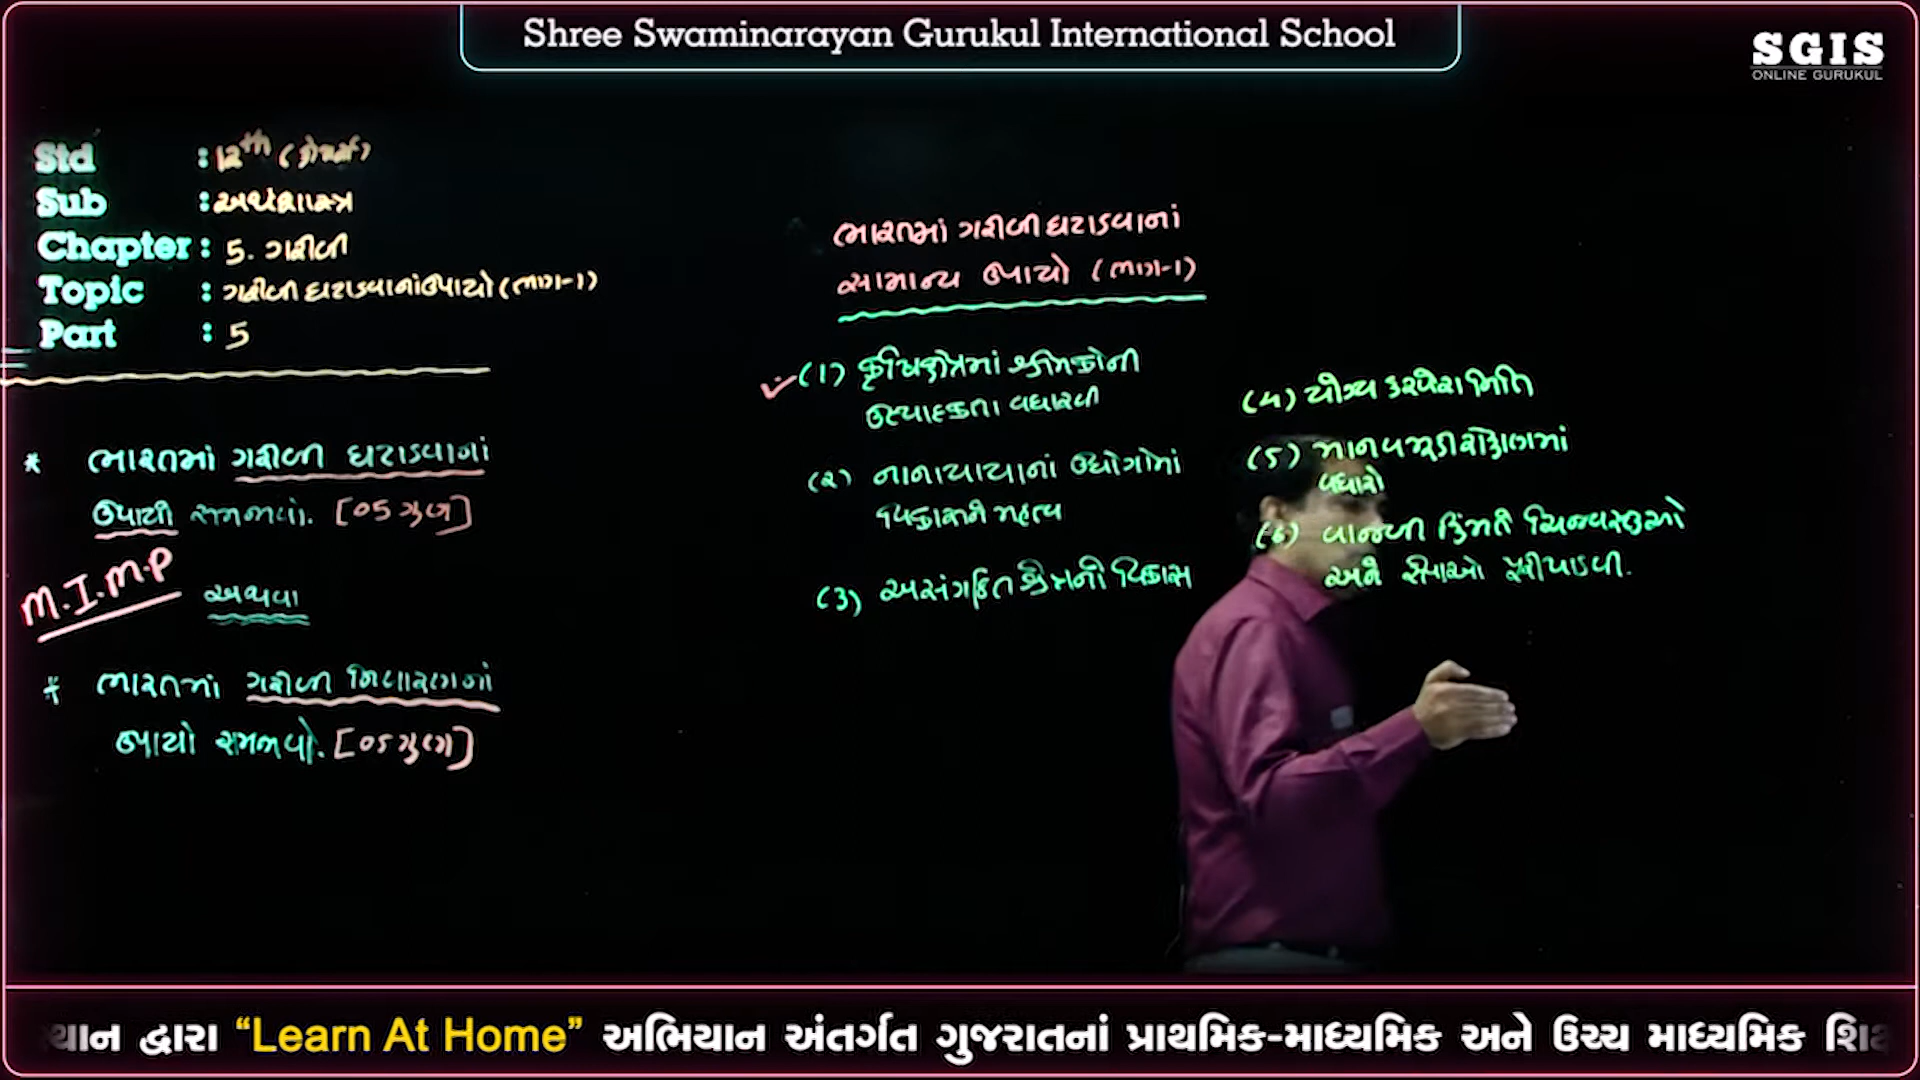 Shree Swaminarayan Gurukul International School
SGIS
ONLINE GURUKUL
Std : 12th (કોમર્સ)
Sub : અર્થશાસ્ત્ર
Chapter : 5. ગરીબી
Topic : ગરીબી ઘટાડવાનાં ઉપાયો (ભાગ-1)
Part : 5
* ભારતમાં ગરીબી ઘટાડવાનાં
ઉપાયો સમજાવો. [05 ગુણ]
M.I.M.P
અથવા
* ભારતમાં ગરીબી નિવારણનાં
ઉપાયો સમજાવો. [05 ગુણ]
ભારતમાં ગરીબી ઘટાડવાનાં
સામાન્ય ઉપાયો (ભાગ-1)
(1) કૃષિક્ષેત્રમાં શ્રમિકોની
ઉત્પાદકતા વધારવી
(2) નાનાપાયાનાં ઉદ્યોગોમાં
વિકાસને મહત્વ
(3) અસંગઠિત ક્ષેત્રનો વિકાસ
(4) યોગ્ય કરવેરા નિતિ
(5) માનવમૂડીરોકાણમાં
વધારો
(6) વાજબી કિંમતે ચિજવસ્તુઓ
અને સેવાઓ પૂરી પાડવી.
સ્થાન દ્વારા “Learn At Home” અભિયાન અંતર્ગત ગુજરાતનાં પ્રાથમિક-માધ્યમિક અને ઉચ્ચ માધ્યમિક